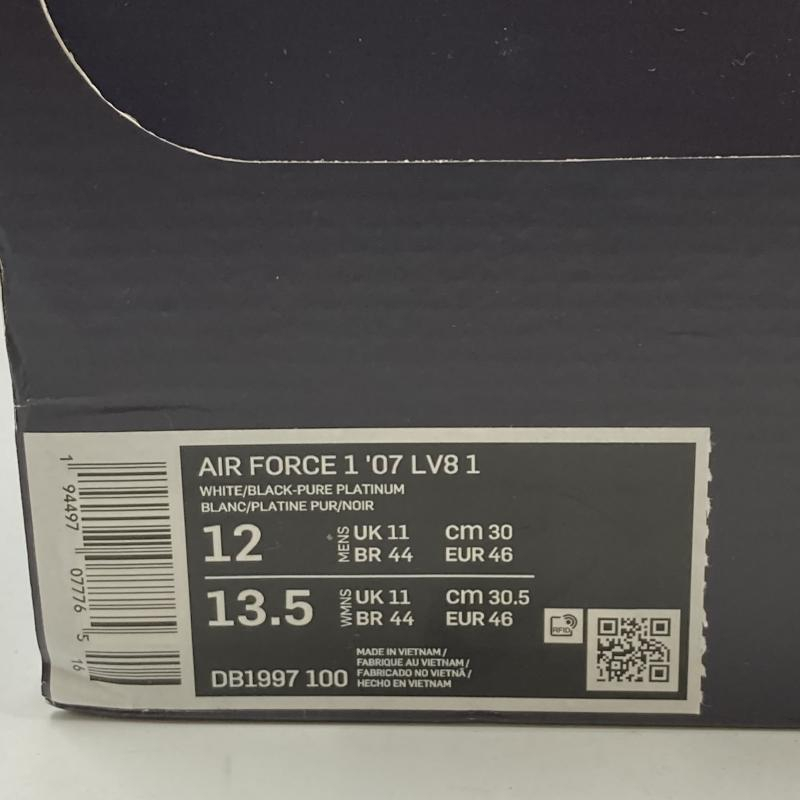 AIR FORCE 1 '07 LV8 1
WHITE/BLACK-PURE PLATINUM
BLANC/PLATINE PUR/NOIR
12 MENS UK 11 CM 30
BR 44 EUR 46
13.5 WMNS UK 11 CM 30.5
BR 44 EUR 46
RFID
DB1997 100
MADE IN VIETNAM/
FABRIQUE AU VIETNAM/
FABRICADO NO VIETNÃ/
HECHO EN VIETNAM
1 94497 07776 5 16